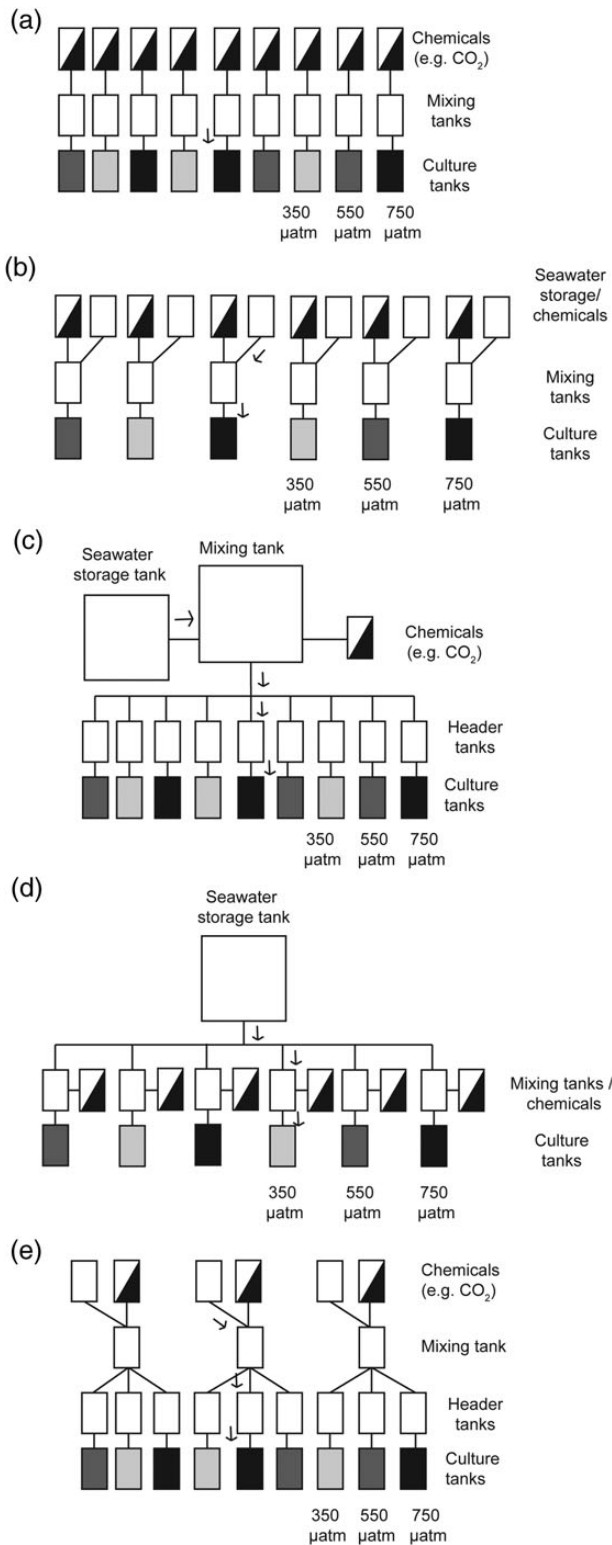 (a)
Chemicals
(e.g. CO₂)
Mixing
tanks
Culture
tanks
350 550 750
µatm µatm µatm
(b)
Seawater
storage/
chemicals
Mixing
tanks
Culture
tanks
350 550 750
µatm µatm µatm
(c)
Mixing tank
Seawater
storage tank
Chemicals
(e.g. CO₂)
Header
tanks
Culture
tanks
350 550 750
µatm µatm µatm
(d)
Seawater
storage tank
Mixing tanks /
chemicals
Culture
tanks
350 550 750
µatm µatm µatm
(e)
Chemicals
(e.g. CO₂)
Mixing tank
Header
tanks
Culture
tanks
350 550 750
µatm µatm µatm